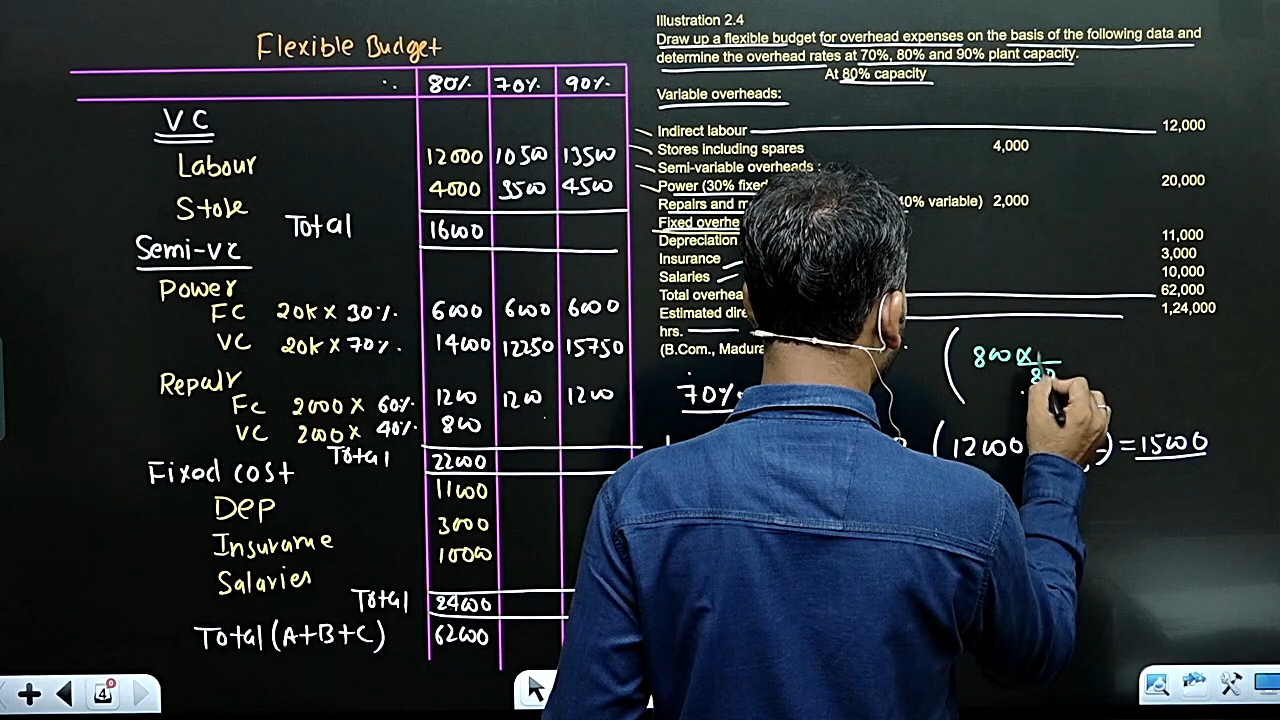 Flexible Budget
80% 70% 90%
VC
Labour 12000 10500 13500
Store 4000 3500 4500
Total 16000
Semi-VC
Power
FC 20k x 30% 6000 6000 6000
VC 20k x 70% 14000 12250 15750
Repair
FC 2000 x 60% 1200 1200 1200
VC 2000 x 40% 800
Total 22000
Fixed cost
Dep 11000
Insurance 3000
Salaries 10000
Total 24000
Total (A+B+C) 62000
Illustration 2.4
Draw up a flexible budget for overhead expenses on the basis of the following data and
determine the overhead rates at 70%, 80% and 90% plant capacity.
At 80% capacity
Variable overheads:
Indirect labour 12,000
Stores including spares 4,000
Semi-variable overheads :
Power (30% fixed 20,000
Repairs and 40% variable) 2,000
Fixed
Depreciation 11,000
Insurance 3,000
Salaries 10,000
Total 62,000
Estimated 1,24,000
hrs.
(B.Com.,
70%
( 800 x
80
( 12000 ) = 15000
4